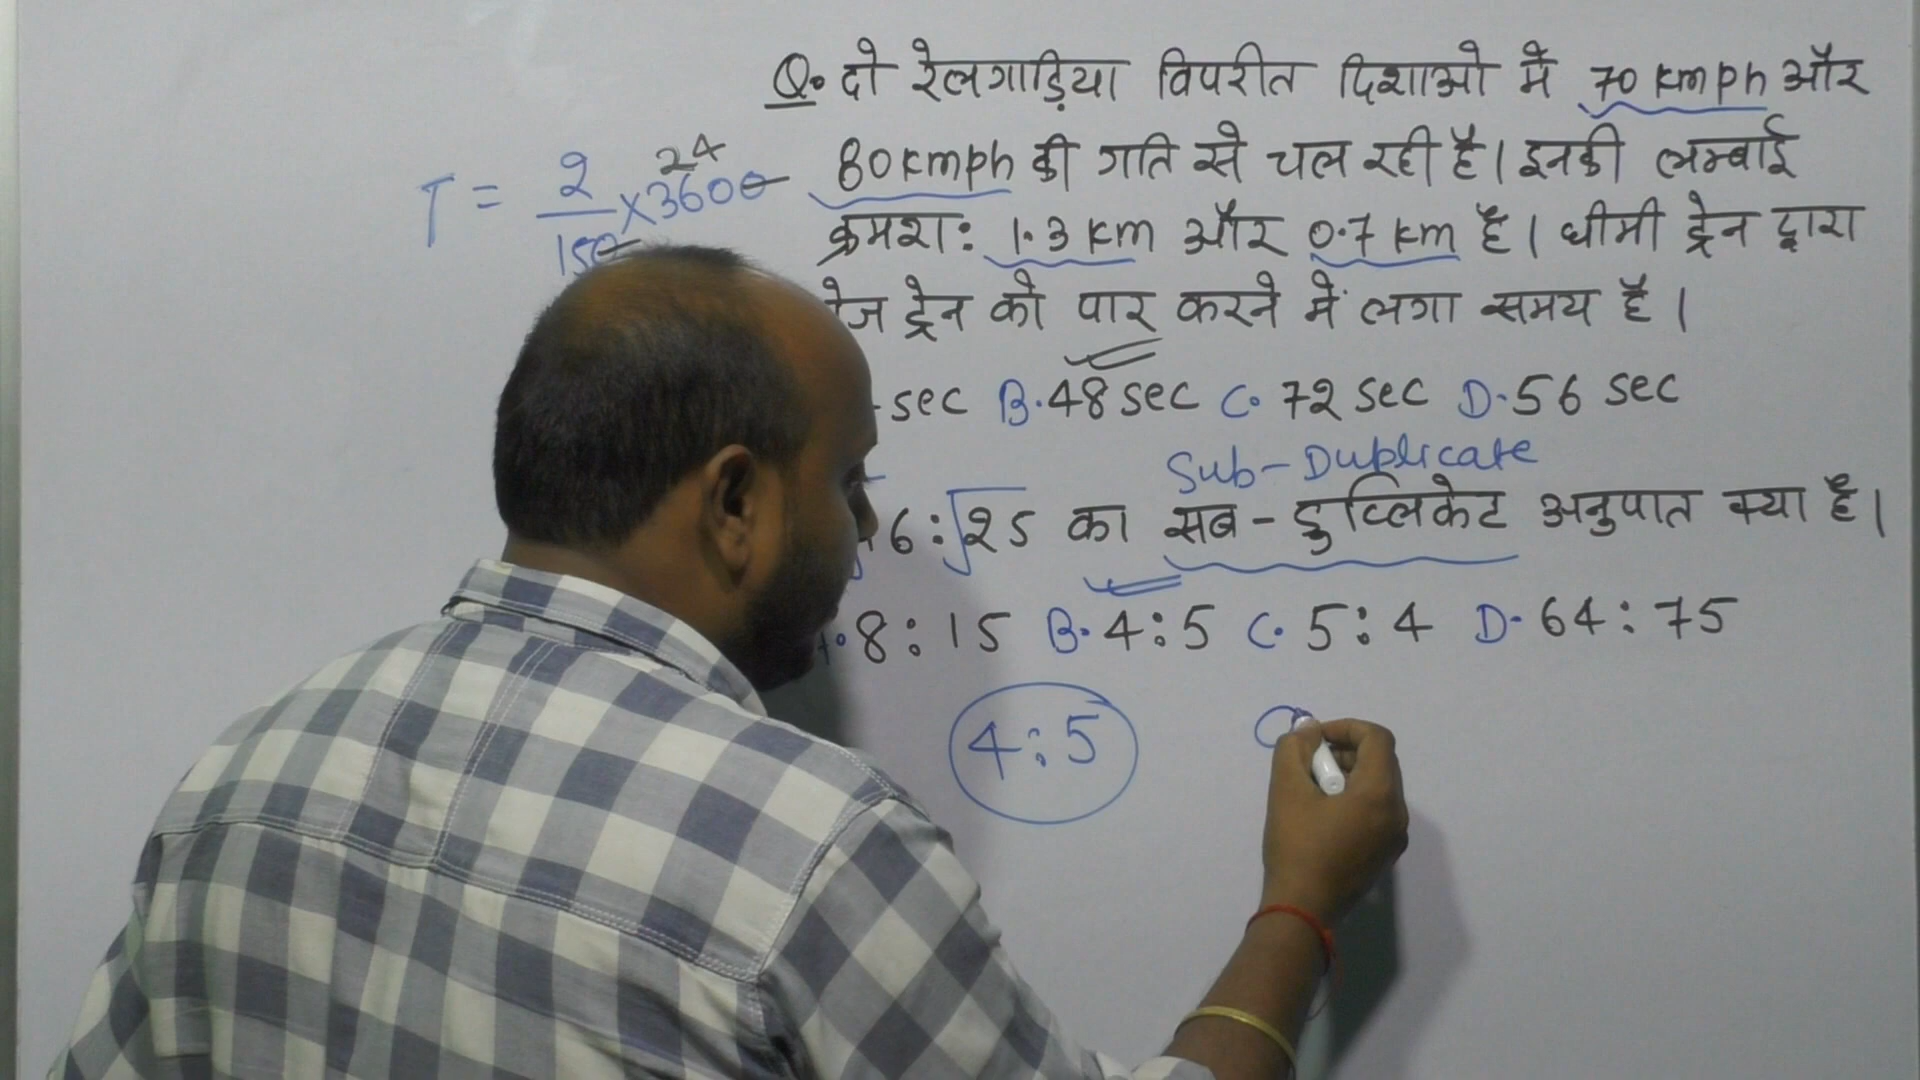 Q. दो रेलगाड़िया विपरीत दिशाओ में 70 kmph और
80 kmph की गति से चल रही है। इनकी लम्बाई
क्रमश: 1.3 km और 0.7 km है। धीमी ट्रेन द्वारा
ट्रेन को पार करने में लगा समय है।
sec B. 48 sec C. 72 sec D. 56 sec
Sub-Duplicate
6 : √25 का सब-डुप्लिकेट अनुपात क्या है।
8 : 15 B. 4 : 5 C. 5 : 4 D. 64 : 75
4 : 5
T = 2/150 × 3600
24